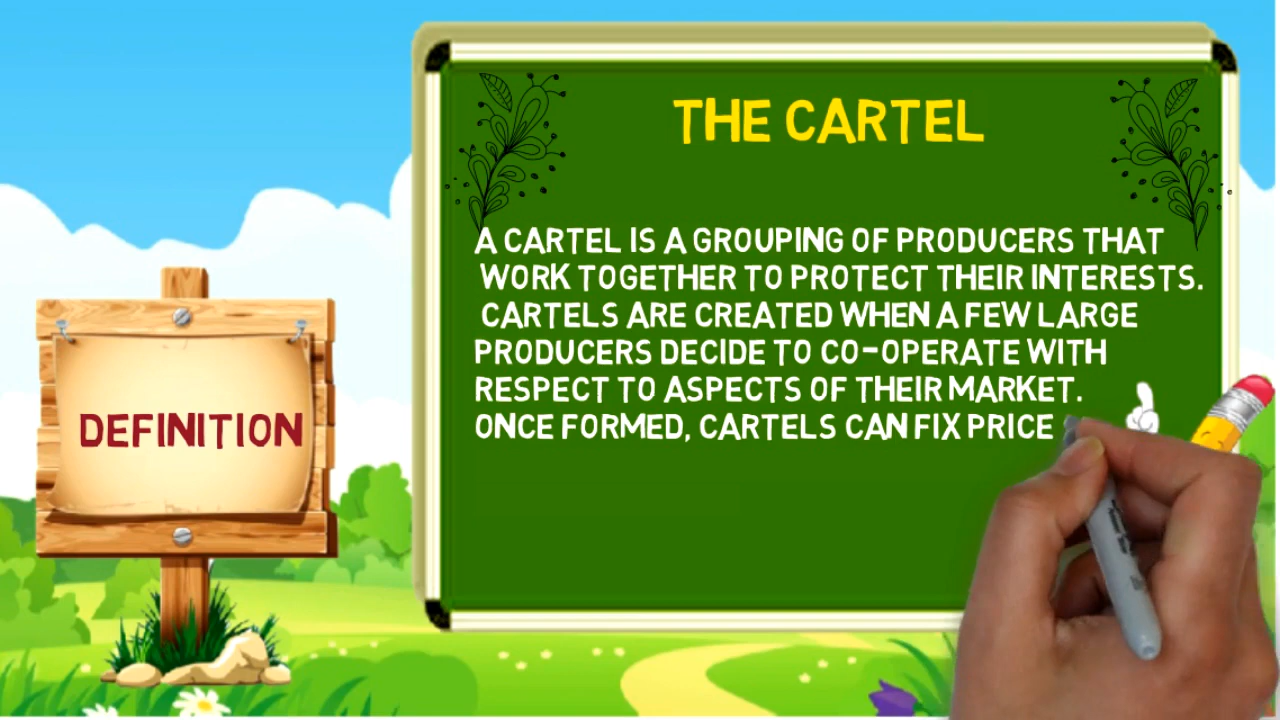 THE CARTEL
A CARTEL IS A GROUPING OF PRODUCERS THAT
WORK TOGETHER TO PROTECT THEIR INTERESTS.
CARTELS ARE CREATED WHEN A FEW LARGE
PRODUCERS DECIDE TO CO-OPERATE WITH
RESPECT TO ASPECTS OF THEIR MARKET.
ONCE FORMED, CARTELS CAN FIX PRICE
DEFINITION